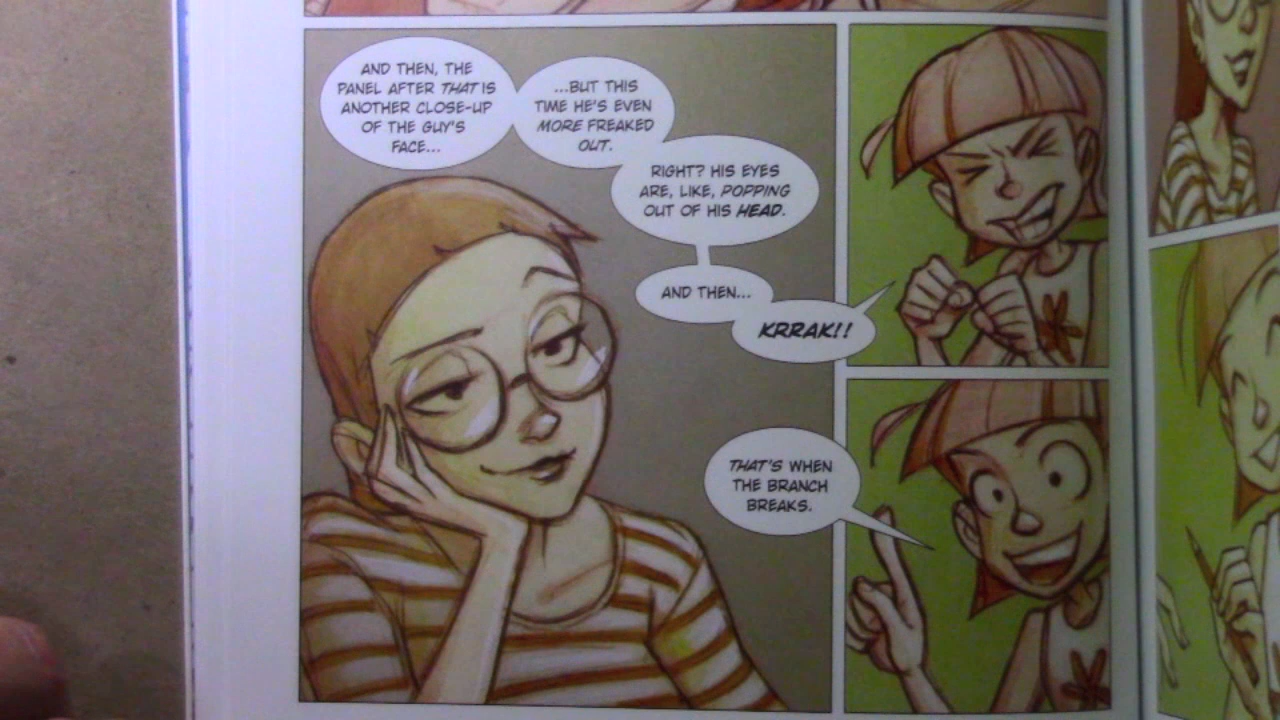 AND THEN, THE
PANEL AFTER THAT IS
ANOTHER CLOSE-UP
OF THE GUY'S
FACE...
...BUT THIS
TIME HE'S EVEN
MORE FREAKED
OUT.
RIGHT? HIS EYES
ARE, LIKE, POPPING
OUT OF HIS HEAD.
AND THEN...
KRRAK!!
THAT'S WHEN
THE BRANCH
BREAKS.